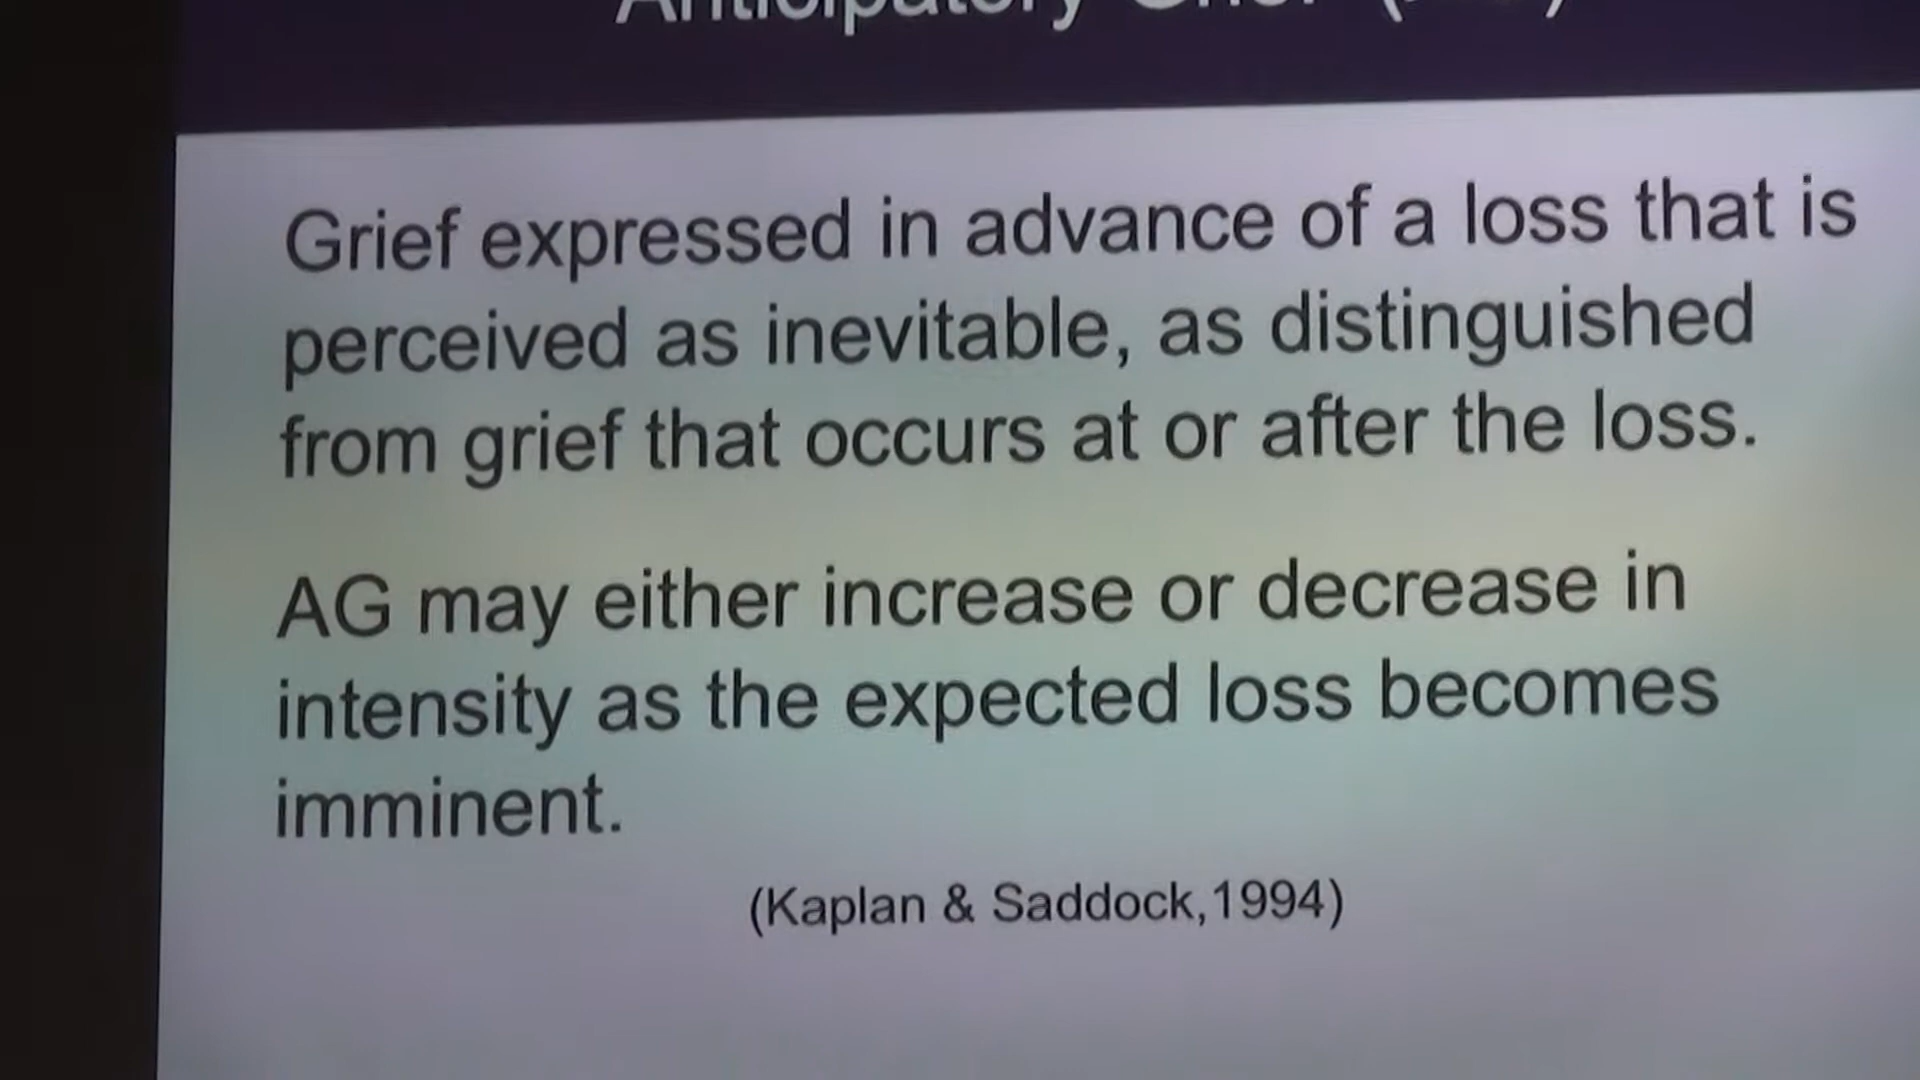 Anticipatory Grief
Grief expressed in advance of a loss that is
perceived as inevitable, as distinguished
from grief that occurs at or after the loss.
AG may either increase or decrease in
intensity as the expected loss becomes
imminent.
(Kaplan & Saddock,1994)